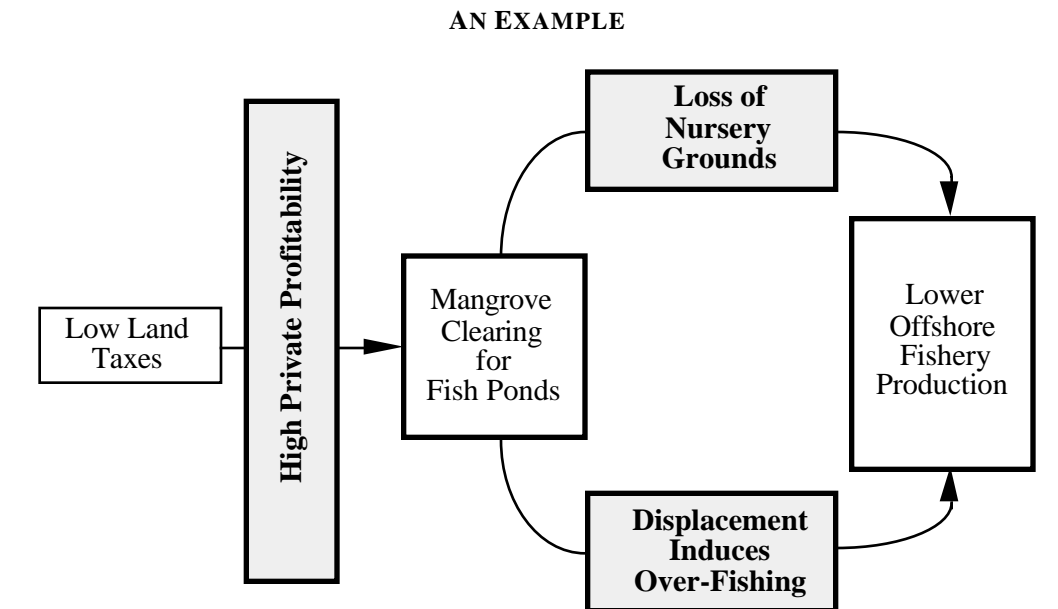 AN EXAMPLE
Low Land
Taxes
High Private Profitability
Mangrove
Clearing
for
Fish Ponds
Loss of
Nursery
Grounds
Displacement
Induces
Over-Fishing
Lower
Offshore
Fishery
Production